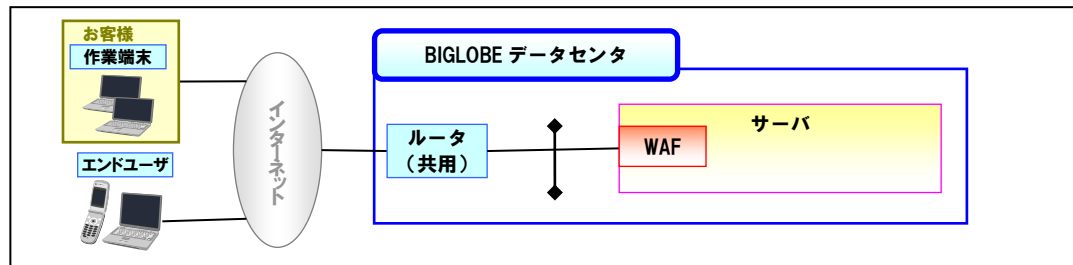 お客様
作業端末
エンドユーザ
インターネット
BIGLOBE データセンタ
ルータ
（共用）
WAF
サーバ